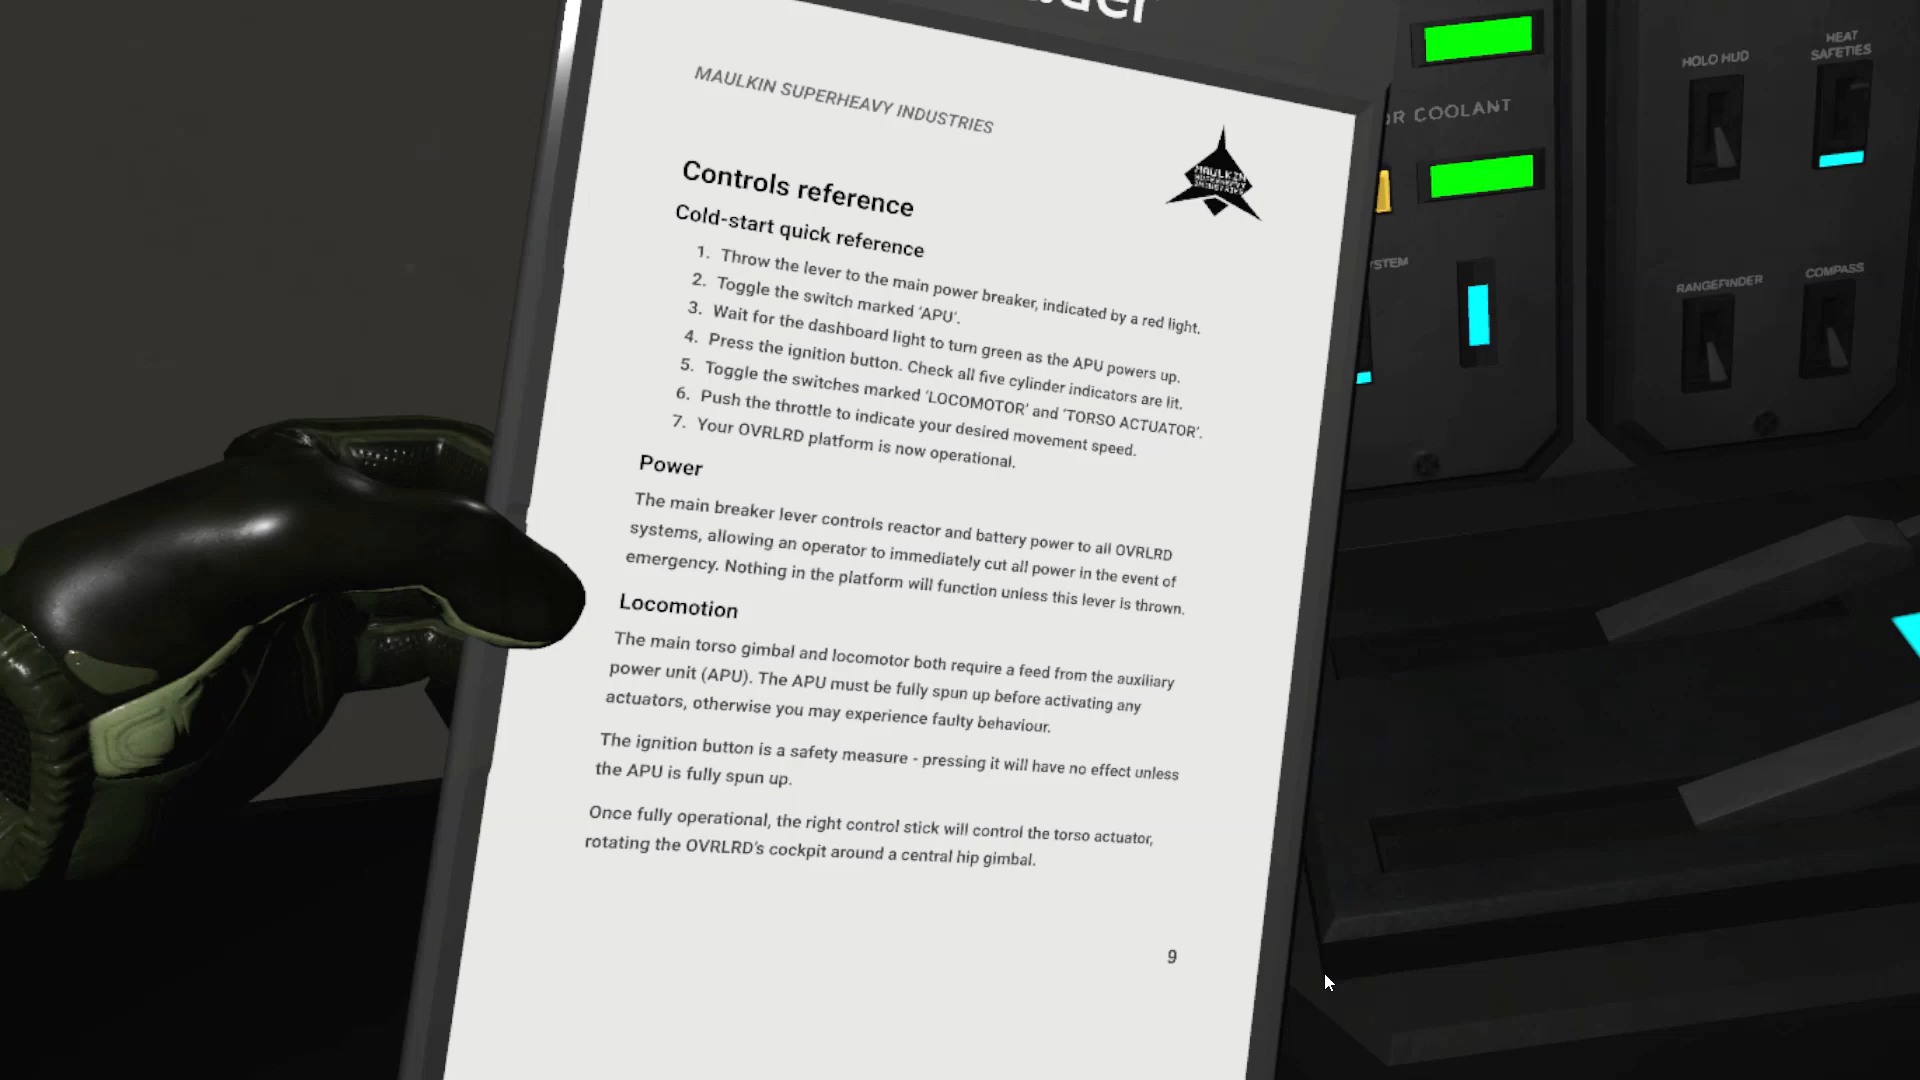 MAULKIN SUPERHEAVY INDUSTRIES
MAULKIN
SUPERHEAVY
INDUSTRIES
Controls reference
Cold-start quick reference
1. Throw the lever to the main power breaker, indicated by a red light.
2. Toggle the switch marked ‘APU’.
3. Wait for the dashboard light to turn green as the APU powers up.
4. Press the ignition button. Check all five cylinder indicators are lit.
5. Toggle the switches marked ‘LOCOMOTOR’ and ‘TORSO ACTUATOR’.
6. Push the throttle to indicate your desired movement speed.
7. Your OVRLRD platform is now operational.
Power
The main breaker lever controls reactor and battery power to all OVRLRD
systems, allowing an operator to immediately cut all power in the event of
emergency. Nothing in the platform will function unless this lever is thrown.
Locomotion
The main torso gimbal and locomotor both require a feed from the auxiliary
power unit (APU). The APU must be fully spun up before activating any
actuators, otherwise you may experience faulty behaviour.
The ignition button is a safety measure - pressing it will have no effect unless
the APU is fully spun up.
Once fully operational, the right control stick will control the torso actuator,
rotating the OVRLRD’s cockpit around a central hip gimbal.
9
COOLANT
HOLO HUD
HEAT
SAFETIES
RANGEFINDER
COMPASS